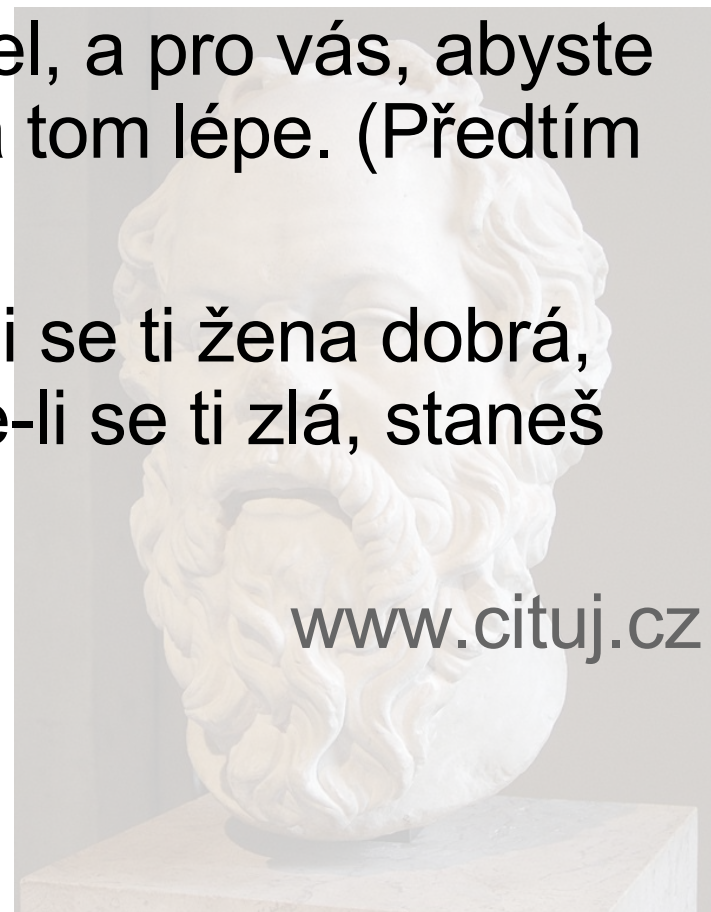 el, a pro vás, abyste
tom lépe. (Předtím
i se ti žena dobrá,
e-li se ti zlá, staneš
www.cituj.cz